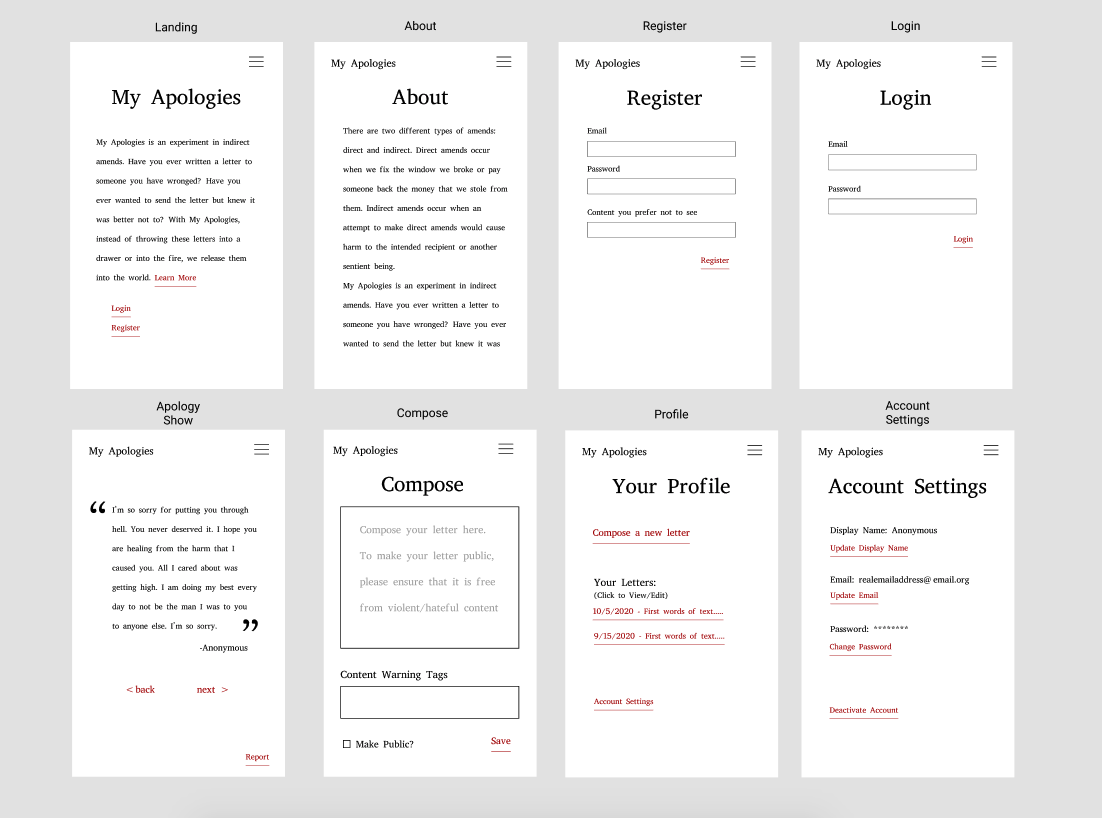 Landing
My Apologies
My Apologies is an experiment in indirect
amends. Have you ever written a letter to
someone you have wronged? Have you
ever wanted to send the letter but knew it
was better not to? With My Apologies,
instead of throwing these letters into a
drawer or into the fire, we release them
into the world. Learn More
Login
Register
About
My Apologies
About
There are two different types of amends:
direct and indirect. Direct amends occur
when we fix the window we broke or pay
someone back the money that we stole from
them. Indirect amends occur when an
attempt to make direct amends would cause
harm to the intended recipient or another
sentient being.
My Apologies is an experiment in indirect
amends. Have you ever written a letter to
someone you have wronged? Have you ever
wanted to send the letter but knew it was
Register
My Apologies
Register
Email
Password
Content you prefer not to see
Register
Login
My Apologies
Login
Email
Password
Login
Apology
Show
My Apologies
“ I'm so sorry for putting you through
hell. You never deserved it. I hope you
are healing from the harm that I
caused you. All I cared about was
getting high. I am doing my best every
day to not be the man I was to you
to anyone else. I'm so sorry. ”
-Anonymous
< back next >
Report
Compose
My Apologies
Compose
Compose your letter here.
To make your letter public,
please ensure that it is free
from violent/hateful content
Content Warning Tags
Make Public? Save
Profile
My Apologies
Your Profile
Compose a new letter
Your Letters:
(Click to View/Edit)
10/5/2020 - First words of text.....
9/15/2020 - First words of text.....
Account Settings
Account
Settings
My Apologies
Account Settings
Display Name: Anonymous
Update Display Name
Email: realemailaddress@email.org
Update Email
Password: ********
Change Password
Deactivate Account